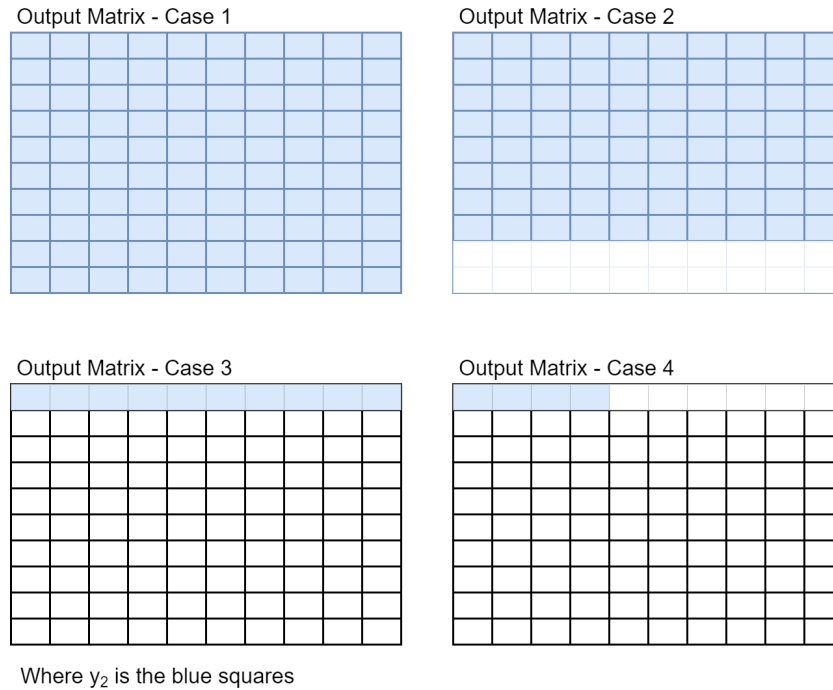 Output Matrix - Case 1
Output Matrix - Case 2
Output Matrix - Case 3
Output Matrix - Case 4
Where y₂ is the blue squares